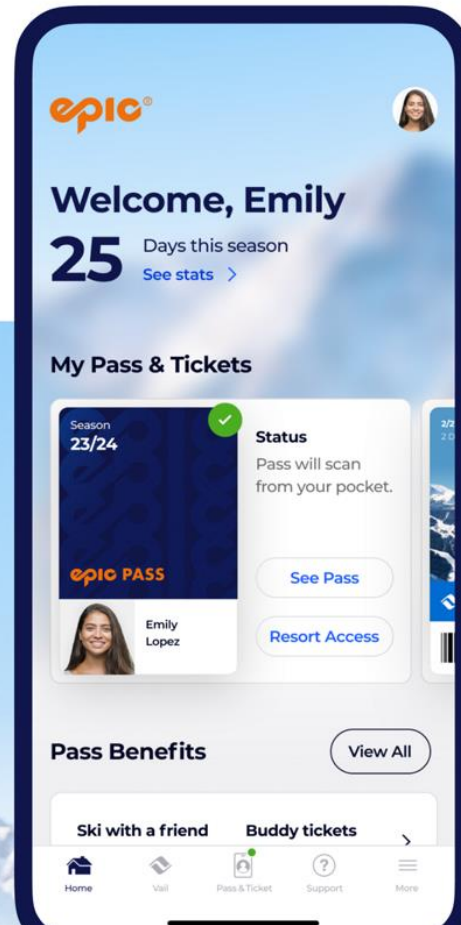 epic®
Welcome, Emily
25
Days this season
See stats >
My Pass & Tickets
Season
23/24
epic PASS
Emily
Lopez
Status
Pass will scan
from your pocket.
See Pass
Resort Access
Pass Benefits
View All
Ski with a friend
Buddy tickets
Home
Vail
Pass & Ticket
Support
More